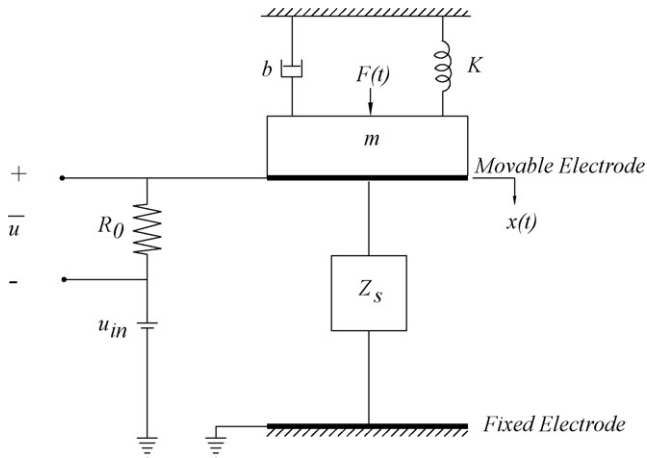 b
K
F(t)
m
Movable Electrode
+
u̅
-
R0
x(t)
Zs
uin
Fixed Electrode